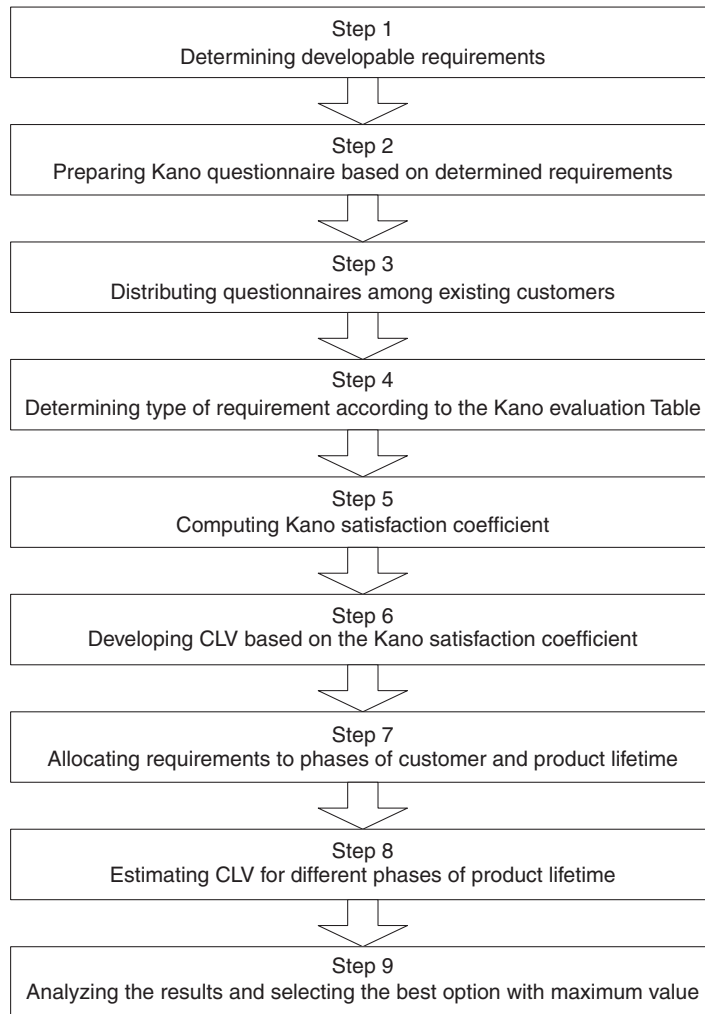 Step 1
Determining developable requirements
Step 2
Preparing Kano questionnaire based on determined requirements
Step 3
Distributing questionnaires among existing customers
Step 4
Determining type of requirement according to the Kano evaluation Table
Step 5
Computing Kano satisfaction coefficient
Step 6
Developing CLV based on the Kano satisfaction coefficient
Step 7
Allocating requirements to phases of customer and product lifetime
Step 8
Estimating CLV for different phases of product lifetime
Step 9
Analyzing the results and selecting the best option with maximum value